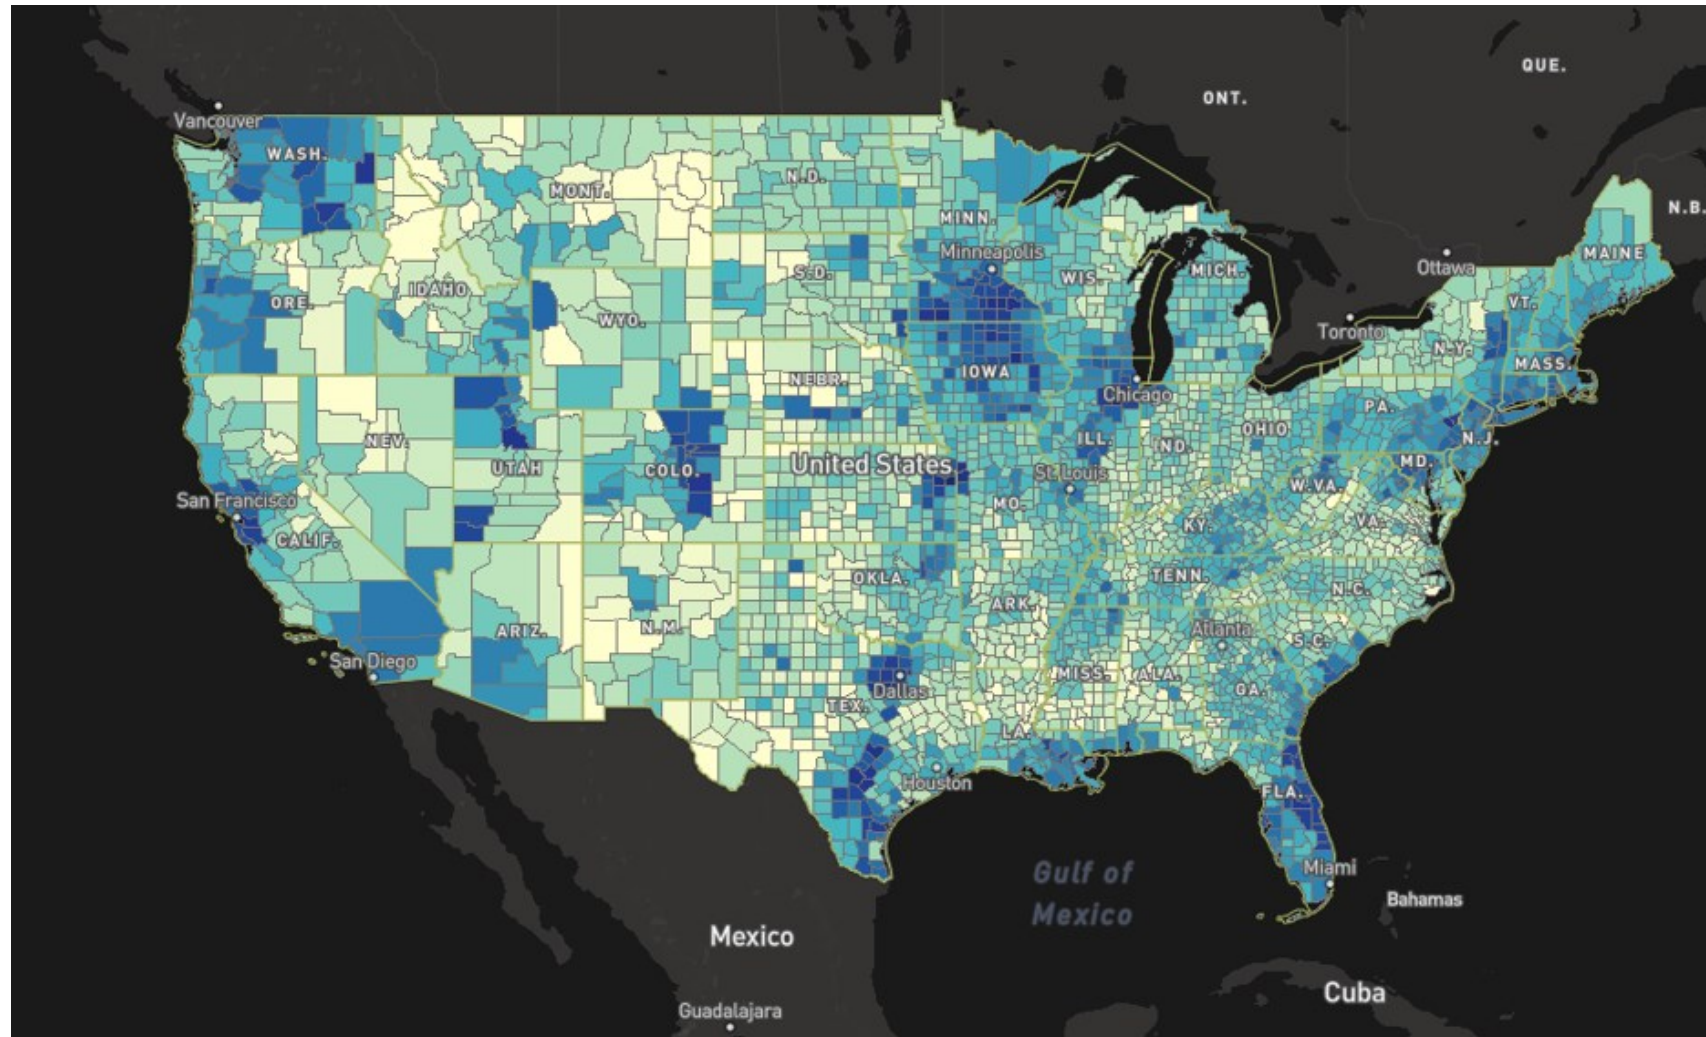 QUE.
ONT.
Vancouver
WASH.
N.D.
MONT.
MINN.
N.B.
Minneapolis
MAINE
Ottawa
S.D.
MICH.
WIS.
IDAHO
ORE.
VT.
WYO.
Toronto
N.Y.
MASS.
IOWA
NEBR.
Chicago
PA.
OHIO
N.J.
NEV.
ILL.
IND.
UTAH
COLO.
United States
MD.
St. Louis
W.VA.
San Francisco
MO.
VA.
KY.
CALIF.
OKLA.
TENN.
N.C.
ARK.
ARIZ.
N.M.
Atlanta
S.C.
San Diego
MISS.
ALA.
Dallas
GA.
TEX.
LA.
Houston
FLA.
Gulf of
Mexico
Miami
Bahamas
Mexico
Cuba
Guadalajara